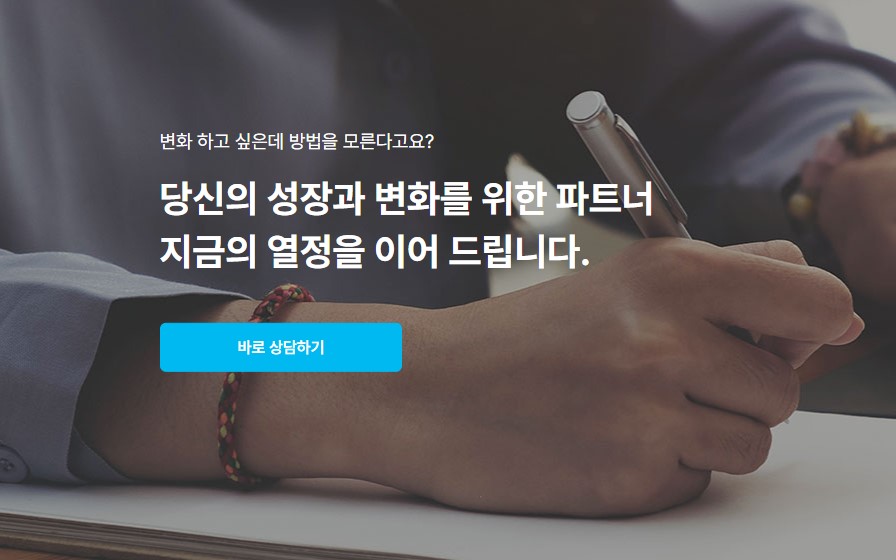 변화 하고 싶은데 방법을 모른다고요?
당신의 성장과 변화를 위한 파트너
지금의 열정을 이어 드립니다.
바로 상담하기